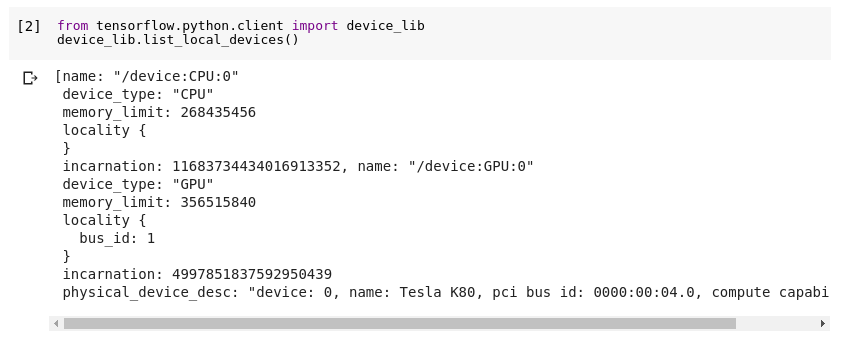 [2] from tensorflow.python.client import device_lib
device_lib.list_local_devices()
[name: "/device:CPU:0"
device_type: "CPU"
memory_limit: 268435456
locality {
}
incarnation: 11683734434016913352, name: "/device:GPU:0"
device_type: "GPU"
memory_limit: 356515840
locality {
bus_id: 1
}
incarnation: 4997851837592950439
physical_device_desc: "device: 0, name: Tesla K80, pci bus id: 0000:00:04.0, compute capabi